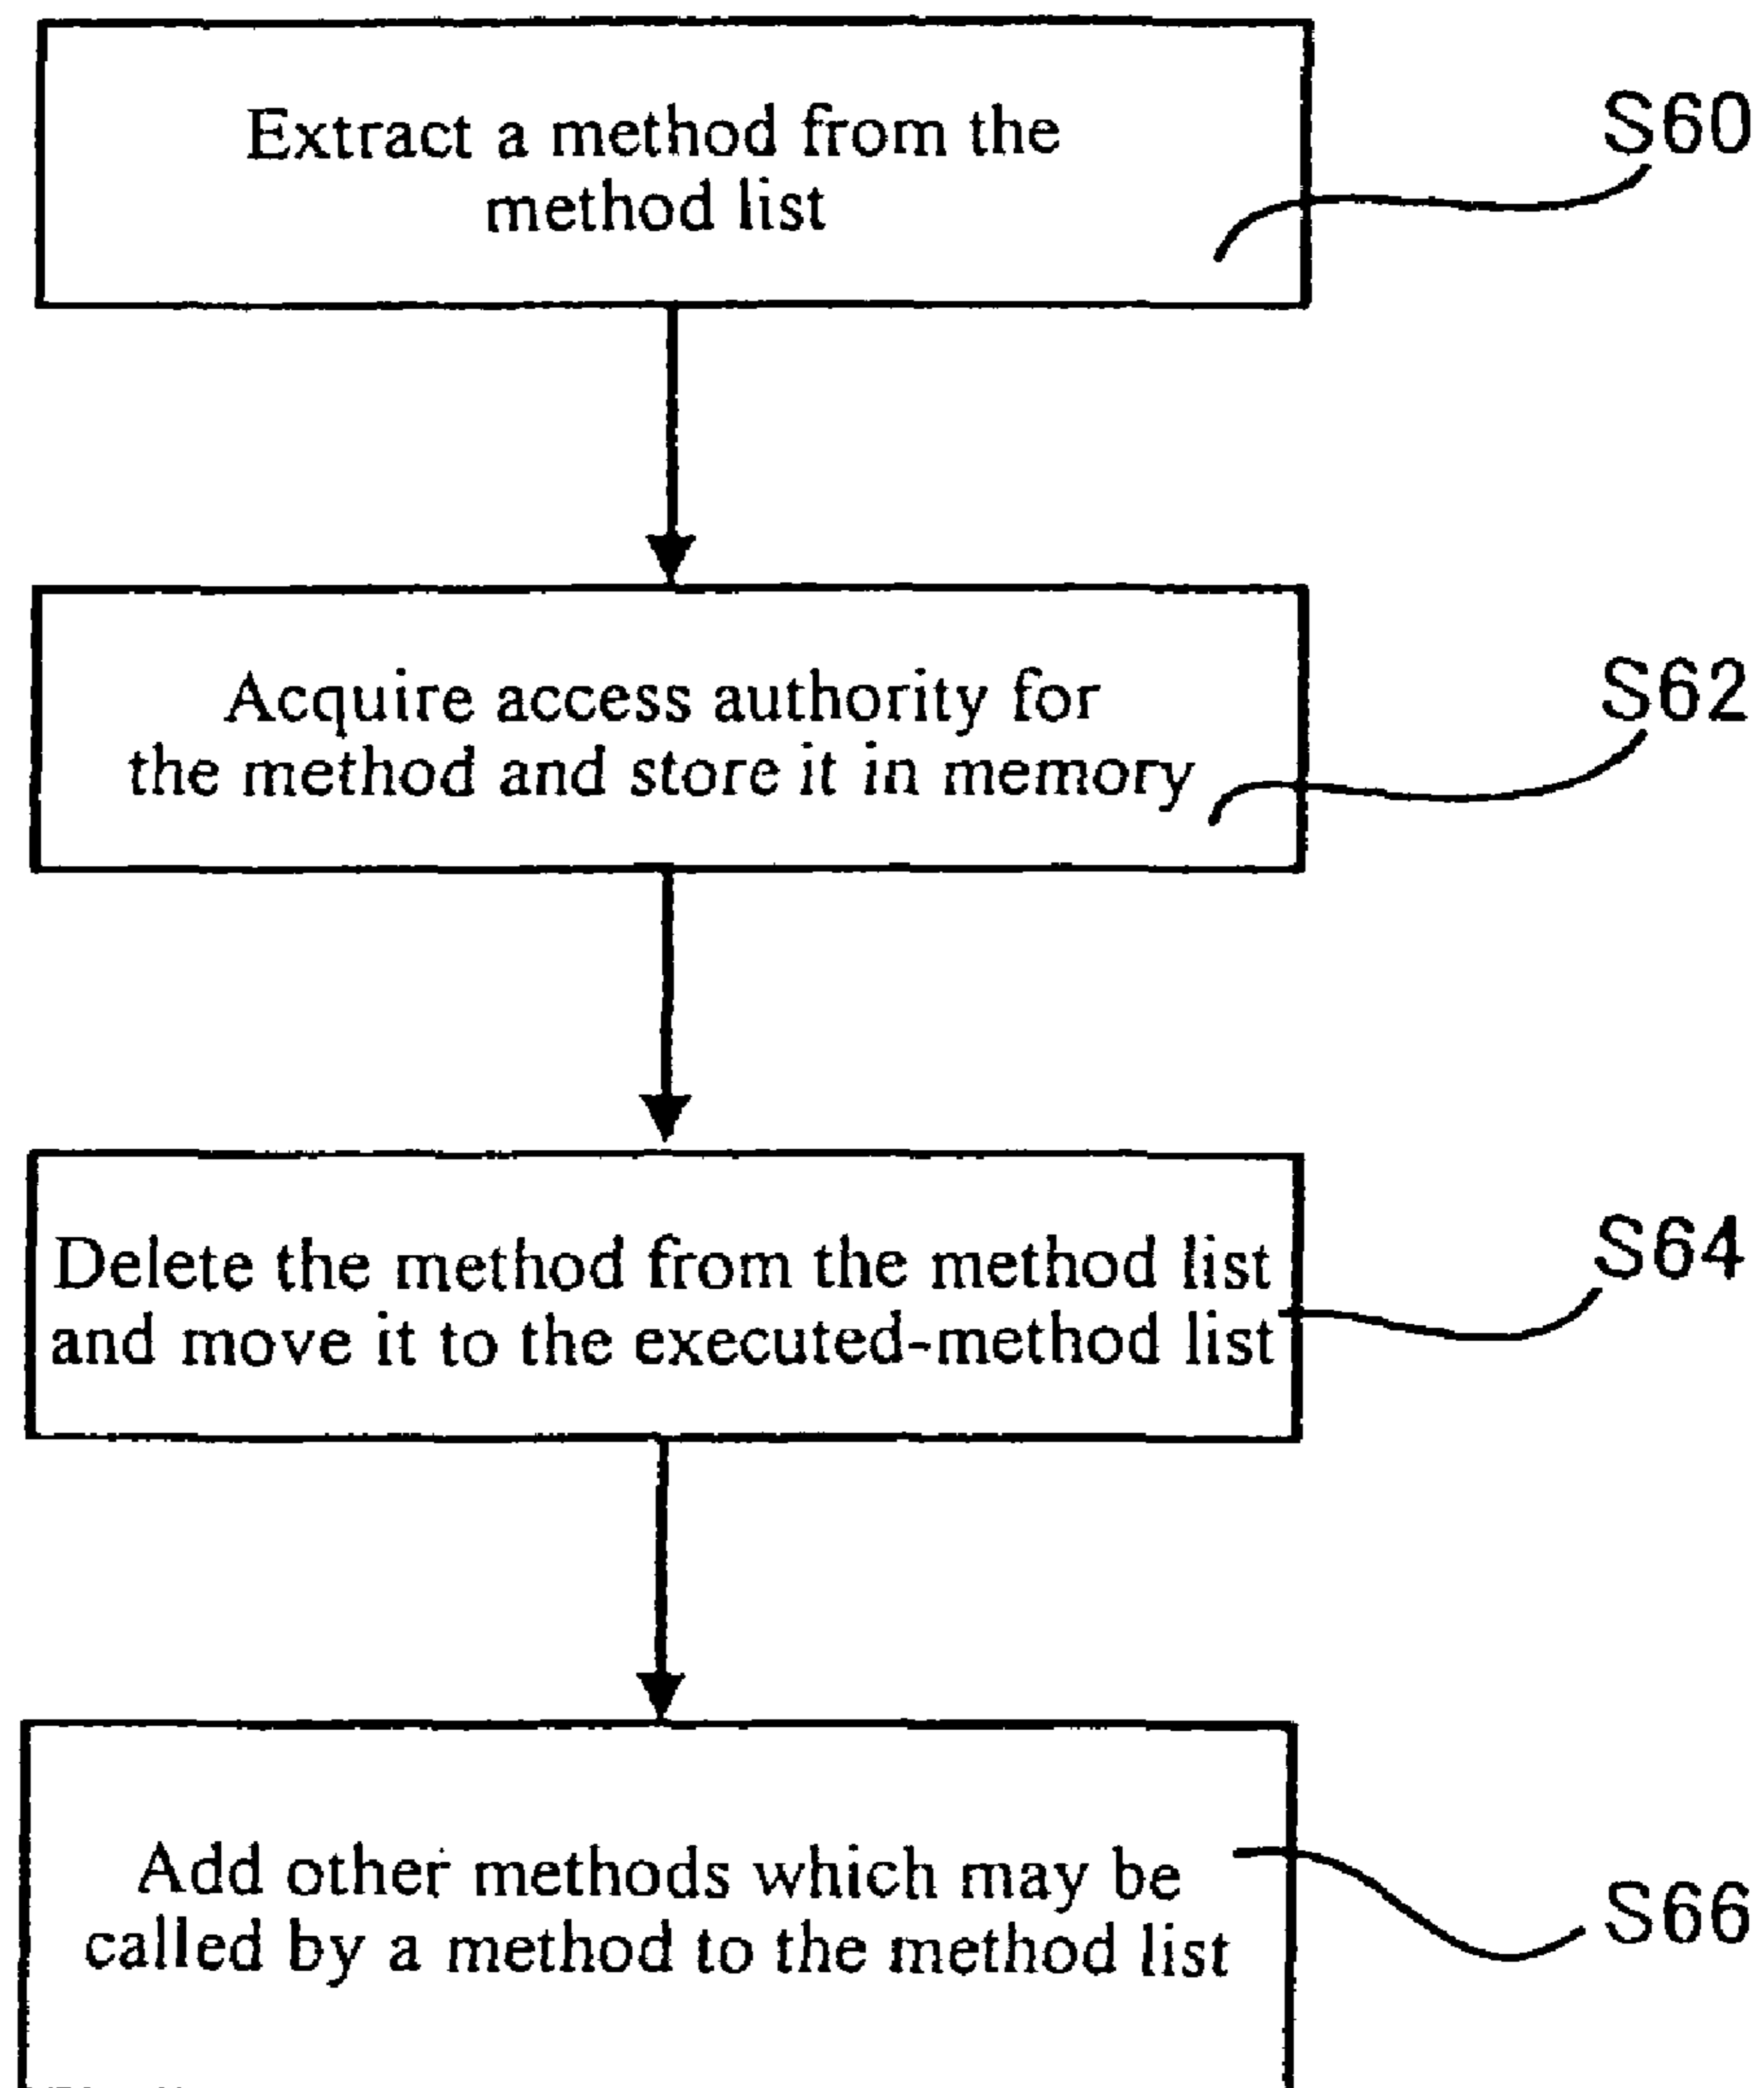 Extract a method from the
method list
S60
Acquire access authority for
the method and store it in memory
S62
Delete the method from the method list
and move it to the executed-method list
S64
Add other methods which may be
called by a method to the method list
S66